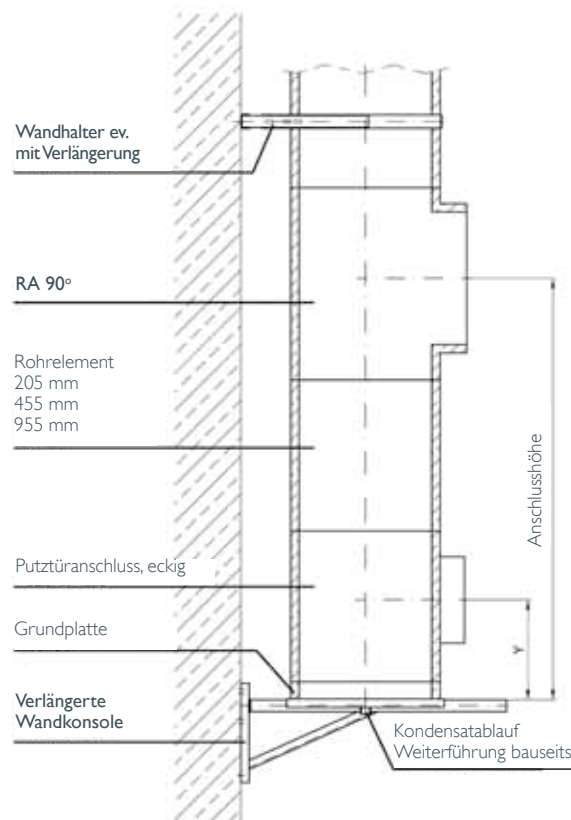 Wandhalter ev.
mit Verlängerung
RA 90°
Rohrelement
205 mm
455 mm
955 mm
Anschlusshöhe
Putztüranschluss, eckig
Y
Grundplatte
Verlängerte
Wandkonsole
Kondensatablauf
Weiterführung bauseits